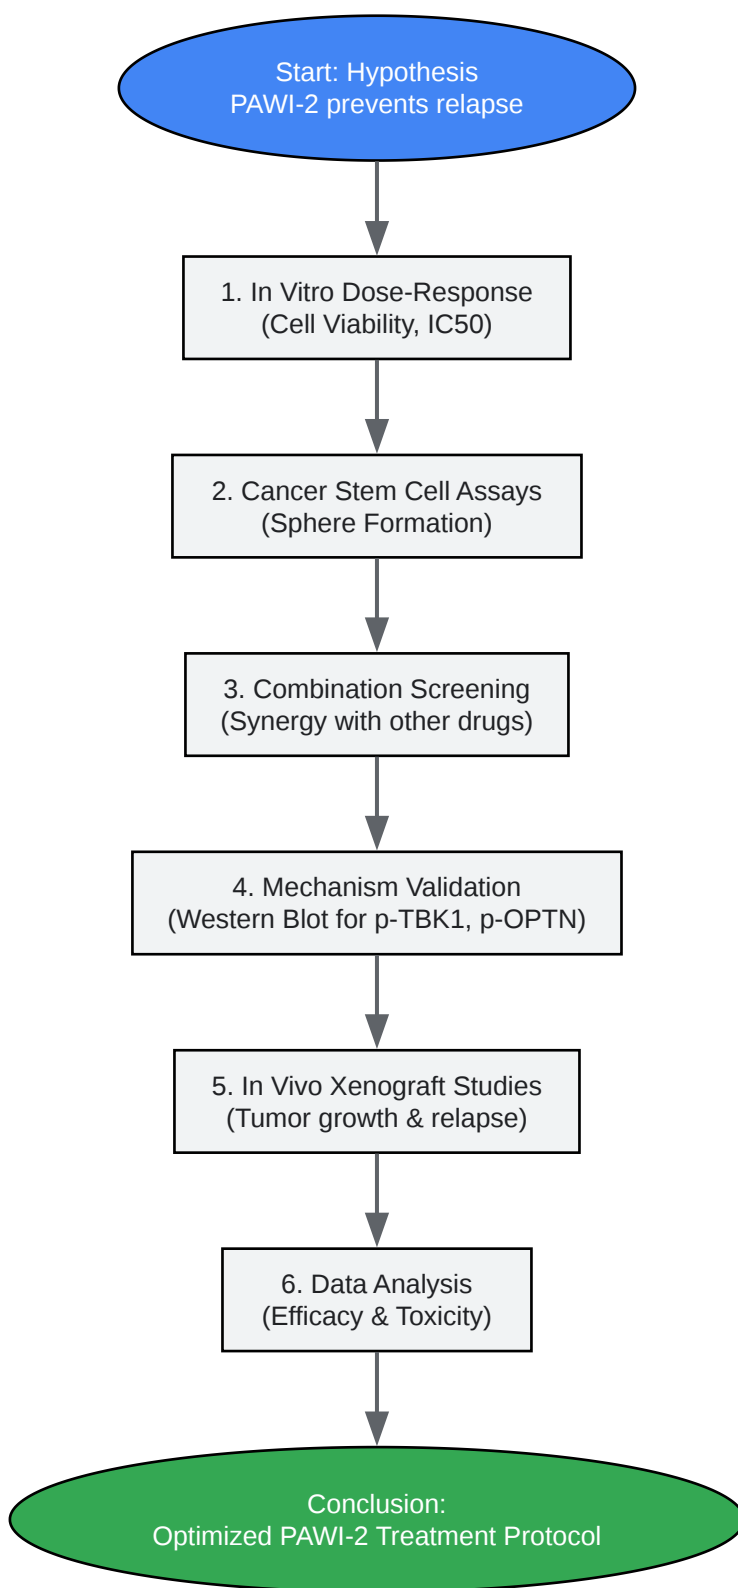 Start: Hypothesis
PAWI-2 prevents relapse
1. In Vitro Dose-Response
(Cell Viability, IC50)
2. Cancer Stem Cell Assays
(Sphere Formation)
3. Combination Screening
(Synergy with other drugs)
4. Mechanism Validation
(Western Blot for p-TBK1, p-OPTN)
5. In Vivo Xenograft Studies
(Tumor growth & relapse)
6. Data Analysis
(Efficacy & Toxicity)
Conclusion:
Optimized PAWI-2 Treatment Protocol